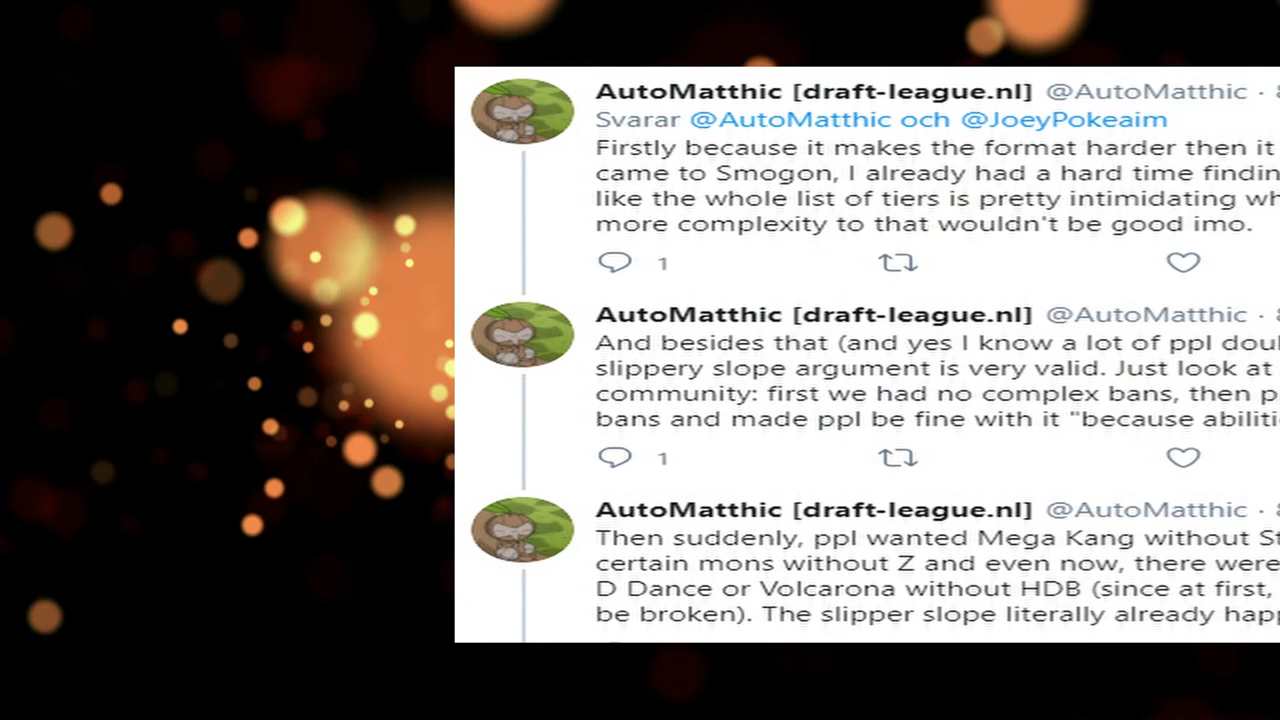 AutoMatthic [draft-league.nl] @AutoMatthic ·
Svarar @AutoMatthic och @JoeyPokeaim
Firstly because it makes the format harder then it
came to Smogon, I already had a hard time findin
like the whole list of tiers is pretty intimidating wh
more complexity to that wouldn't be good imo.
1
AutoMatthic [draft-league.nl] @AutoMatthic ·
And besides that (and yes I know a lot of ppl dou
slippery slope argument is very valid. Just look at
community: first we had no complex bans, then p
bans and made ppl be fine with it "because abiliti
1
AutoMatthic [draft-league.nl] @AutoMatthic ·
Then suddenly, ppl wanted Mega Kang without St
certain mons without Z and even now, there were
D Dance or Volcarona without HDB (since at first,
be broken). The slipper slope literally already happ